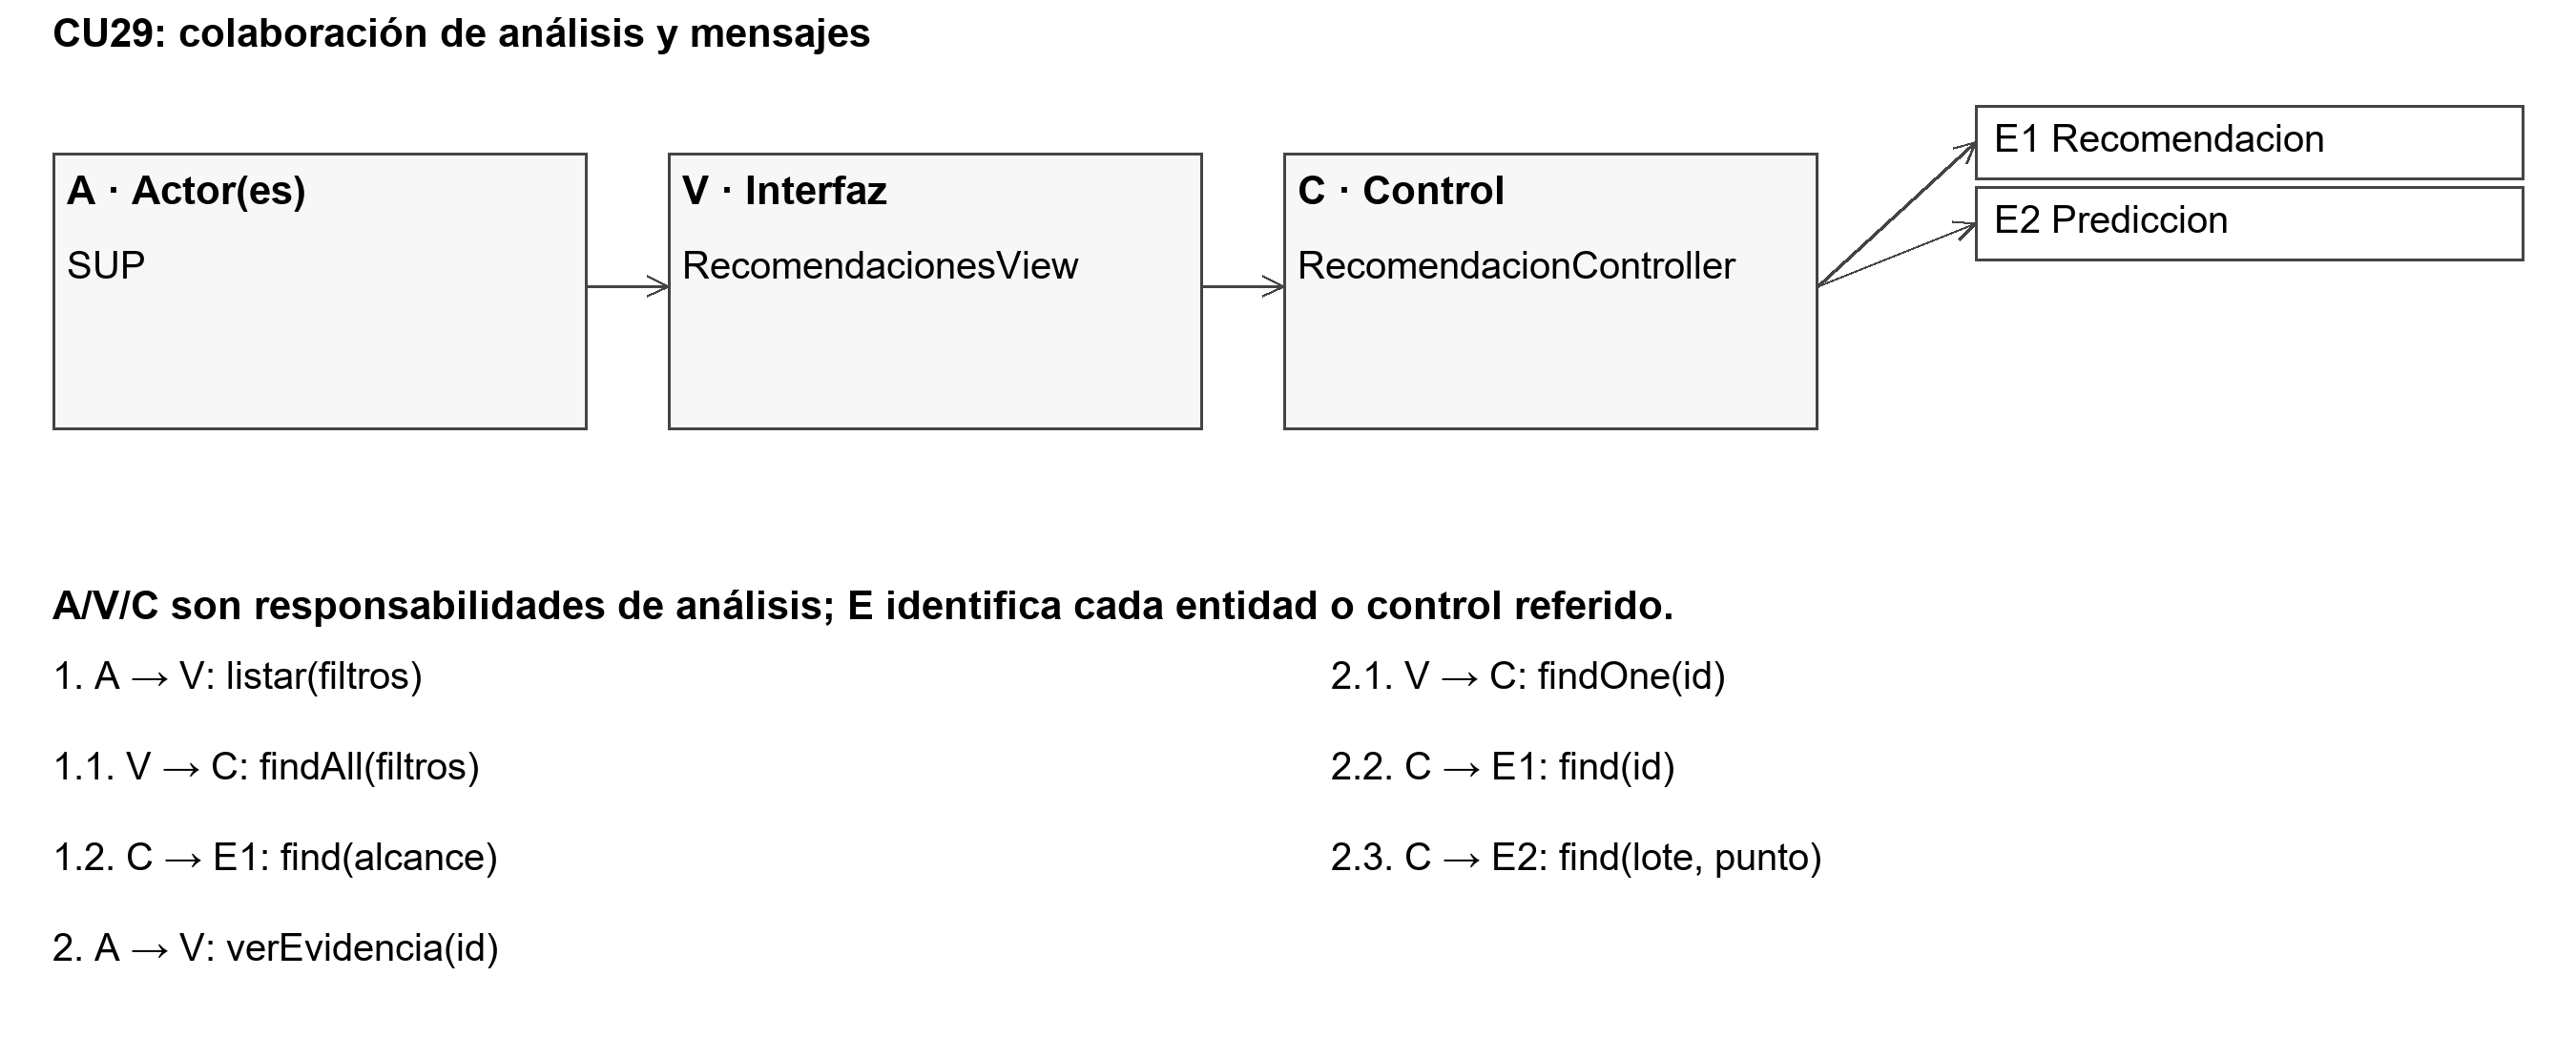 CU29: colaboración de análisis y mensajes
A · Actor(es)
SUP
V · Interfaz
RecomendacionesView
C · Control
RecomendacionController
E1 Recomendacion
E2 Prediccion
A/V/C son responsabilidades de análisis; E identifica cada entidad o control referido.
1. A → V: listar(filtros)
1.1. V → C: findAll(filtros)
1.2. C → E1: find(alcance)
2. A → V: verEvidencia(id)
2.1. V → C: findOne(id)
2.2. C → E1: find(id)
2.3. C → E2: find(lote, punto)